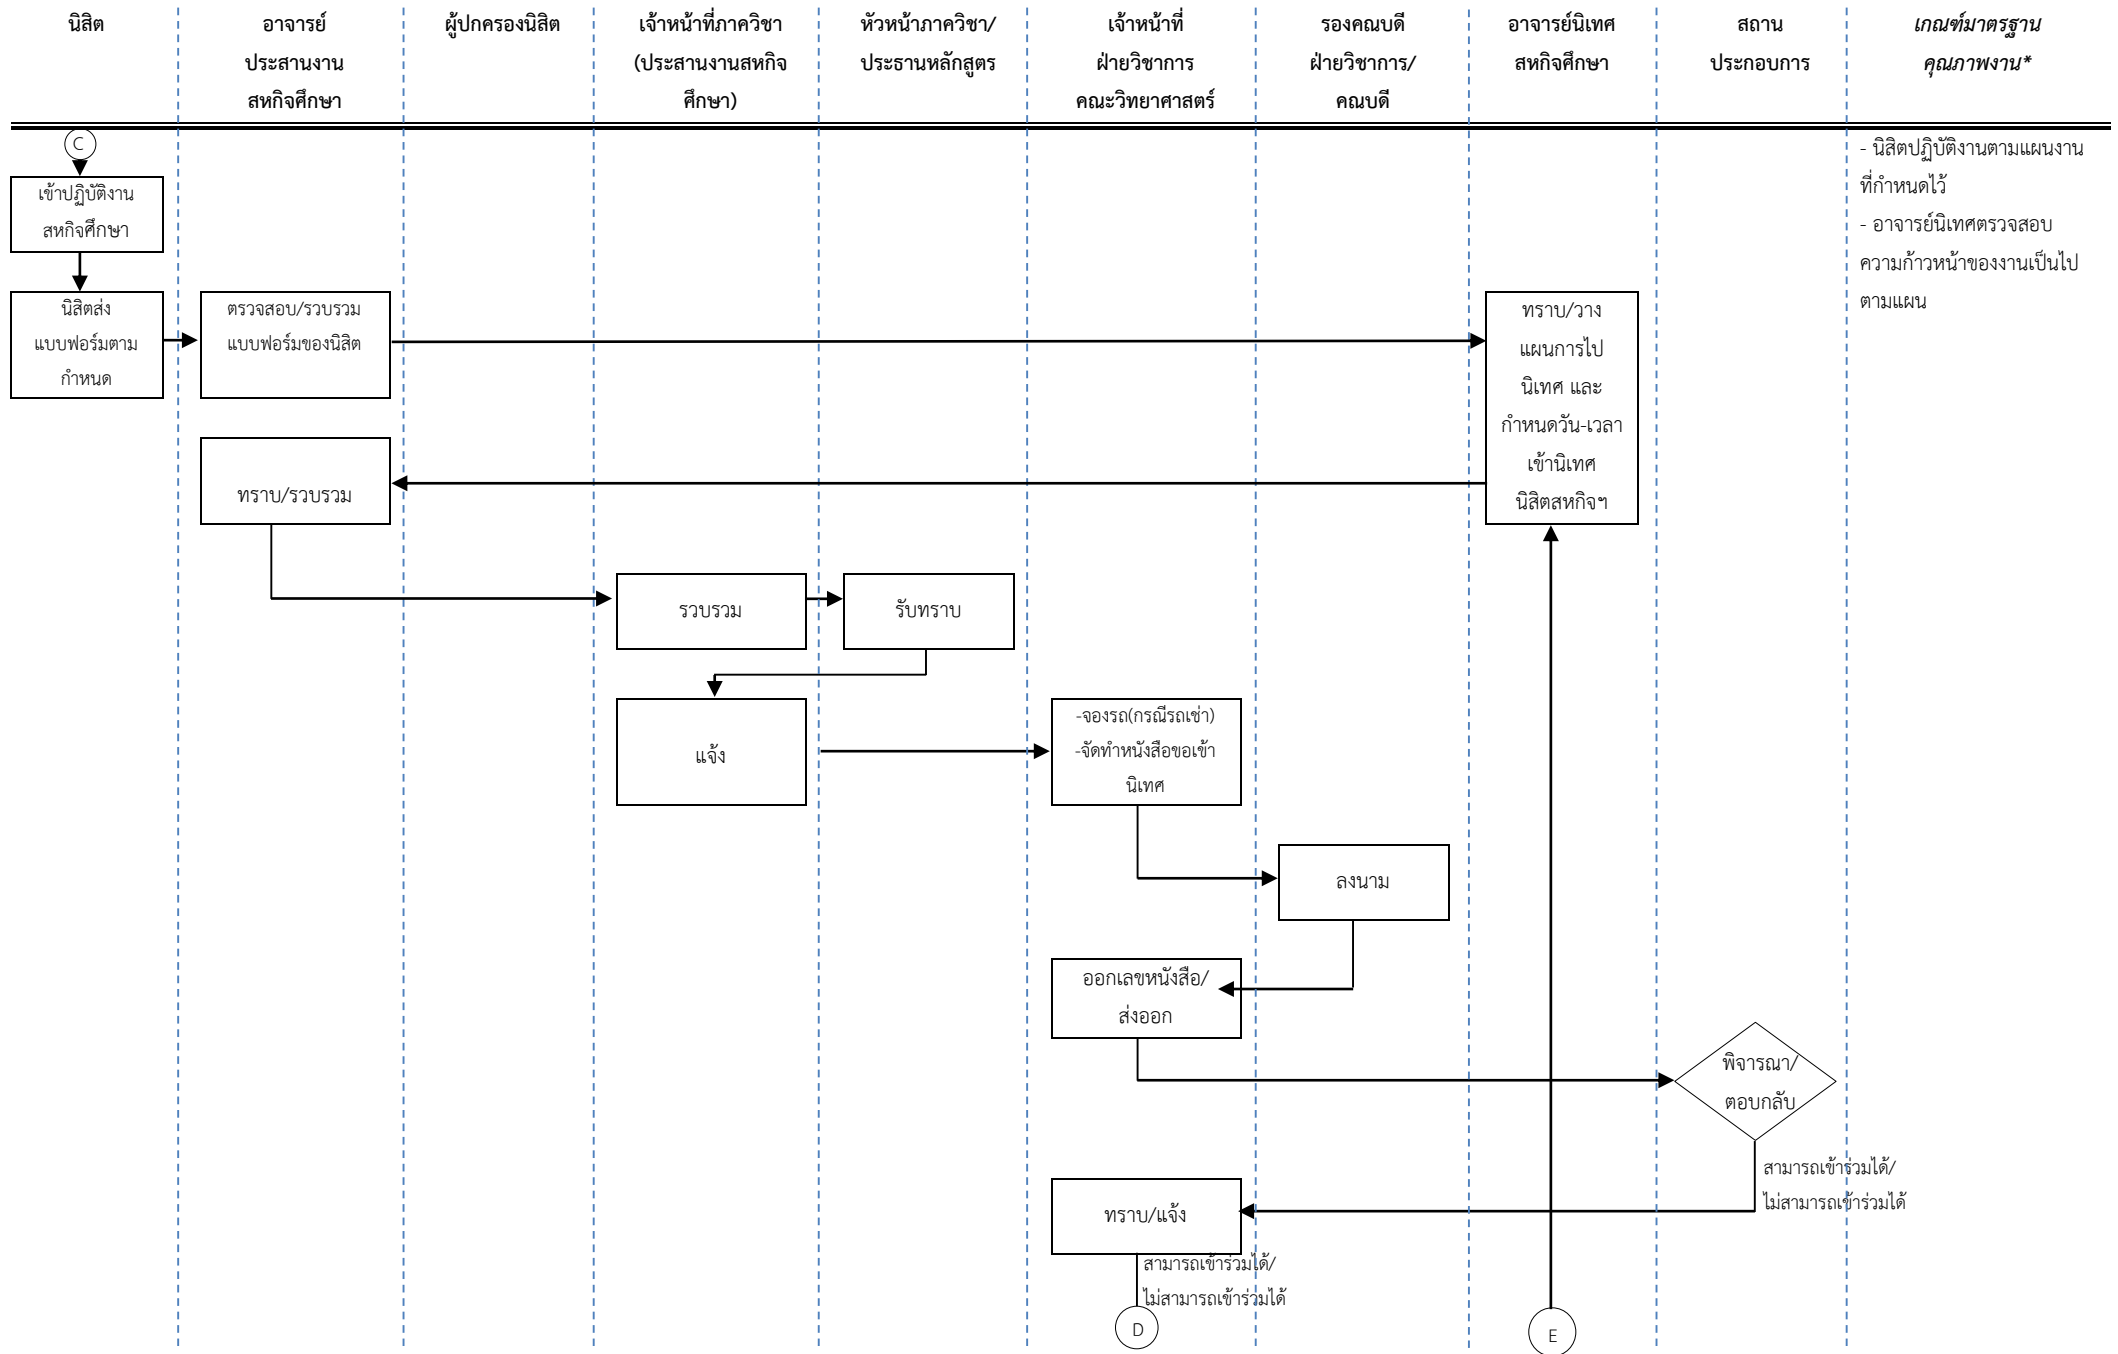 นิสิต
อาจารย์
ประสานงาน
สหกิจศึกษา
ผู้ปกครองนิสิต
เจ้าหน้าที่ภาควิชา
(ประสานงานสหกิจ
ศึกษา)
หัวหน้าภาควิชา/
ประธานหลักสูตร
เจ้าหน้าที่
ฝ่ายวิชาการ
คณะวิทยาศาสตร์
รองคณบดี
ฝ่ายวิชาการ/
คณบดี
อาจารย์นิเทศ
สหกิจศึกษา
สถาน
ประกอบการ
เกณฑ์มาตรฐาน
คุณภาพงาน*
C
เข้าปฏิบัติงาน
สหกิจศึกษา
- นิสิตปฏิบัติงานตามแผนงาน
ที่กำหนดไว้
- อาจารย์นิเทศตรวจสอบ
ความก้าวหน้าของงานเป็นไป
ตามแผน
นิสิตส่ง
แบบฟอร์มตาม
กำหนด
ตรวจสอบ/รวบรวม
แบบฟอร์มของนิสิต
ทราบ/วาง
แผนการไป
นิเทศ และ
กำหนดวัน-เวลา
เข้านิเทศ
นิสิตสหกิจฯ
ทราบ/รวบรวม
รวบรวม
รับทราบ
แจ้ง
-จองรถ(กรณีรถเช่า)
-จัดทำหนังสือขอเข้า
นิเทศ
ลงนาม
ออกเลขหนังสือ/
ส่งออก
พิจารณา/
ตอบกลับ
สามารถเข้าร่วมได้/
ไม่สามารถเข้าร่วมได้
ทราบ/แจ้ง
สามารถเข้าร่วมได้/
ไม่สามารถเข้าร่วมได้
D
E